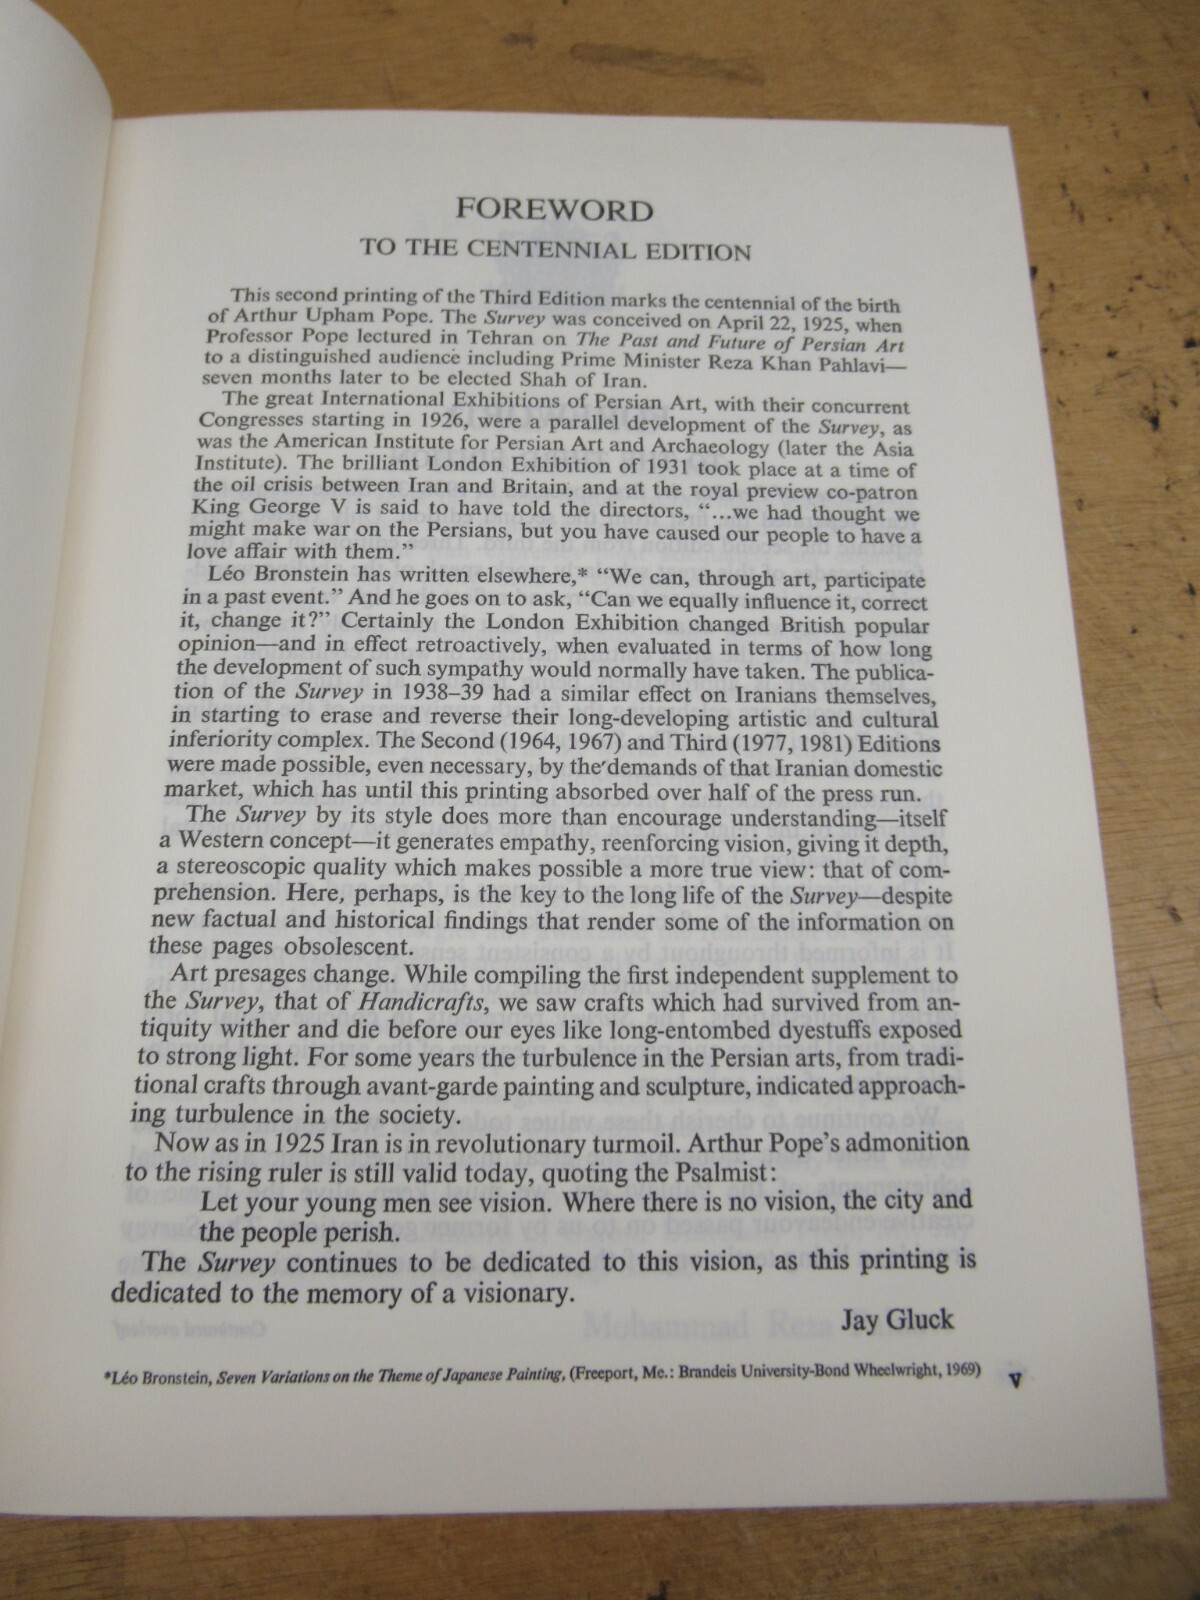 FOREWORD
TO THE CENTENNIAL EDITION
This second printing of the Third Edition marks the centennial of the birth
of Arthur Upham Pope. The Survey was conceived on April 22, 1925, when
Professor Pope lectured in Tehran on The Past and Future of Persian Art
to a distinguished audience including Prime Minister Reza Khan Pahlavi—
seven months later to be elected Shah of Iran.
The great International Exhibitions of Persian Art, with their concurrent
Congresses starting in 1926, were a parallel development of the Survey, as
was the American Institute for Persian Art and Archaeology (later the Asia
Institute). The brilliant London Exhibition of 1931 took place at a time of
the oil crisis between Iran and Britain, and at the royal preview co-patron
King George V is said to have told the directors, “...we had thought we
might make war on the Persians, but you have caused our people to have a
love affair with them.”
Léo Bronstein has written elsewhere,* “We can, through art, participate
in a past event.” And he goes on to ask, “Can we equally influence it, correct
it, change it?” Certainly the London Exhibition changed British popular
opinion—and in effect retroactively, when evaluated in terms of how long
the development of such sympathy would normally have taken. The publica-
tion of the Survey in 1938–39 had a similar effect on Iranians themselves,
in starting to erase and reverse their long-developing artistic and cultural
inferiority complex. The Second (1964, 1967) and Third (1977, 1981) Editions
were made possible, even necessary, by the demands of that Iranian domestic
market, which has until this printing absorbed over half of the press run.
The Survey by its style does more than encourage understanding—itself
a Western concept—it generates empathy, reenforcing vision, giving it depth,
a stereoscopic quality which makes possible a more true view: that of com-
prehension. Here, perhaps, is the key to the long life of the Survey—despite
new factual and historical findings that render some of the information on
these pages obsolescent.
Art presages change. While compiling the first independent supplement to
the Survey, that of Handicrafts, we saw crafts which had survived from an-
tiquity wither and die before our eyes like long-entombed dyestuffs exposed
to strong light. For some years the turbulence in the Persian arts, from tradi-
tional crafts through avant-garde painting and sculpture, indicated approach-
ing turbulence in the society.
Now as in 1925 Iran is in revolutionary turmoil. Arthur Pope’s admonition
to the rising ruler is still valid today, quoting the Psalmist:
Let your young men see vision. Where there is no vision, the city and
the people perish.
The Survey continues to be dedicated to this vision, as this printing is
dedicated to the memory of a visionary.
Jay Gluck
*Léo Bronstein, Seven Variations on the Theme of Japanese Painting, (Freeport, Me.: Brandeis University-Bond Wheelwright, 1969)
v